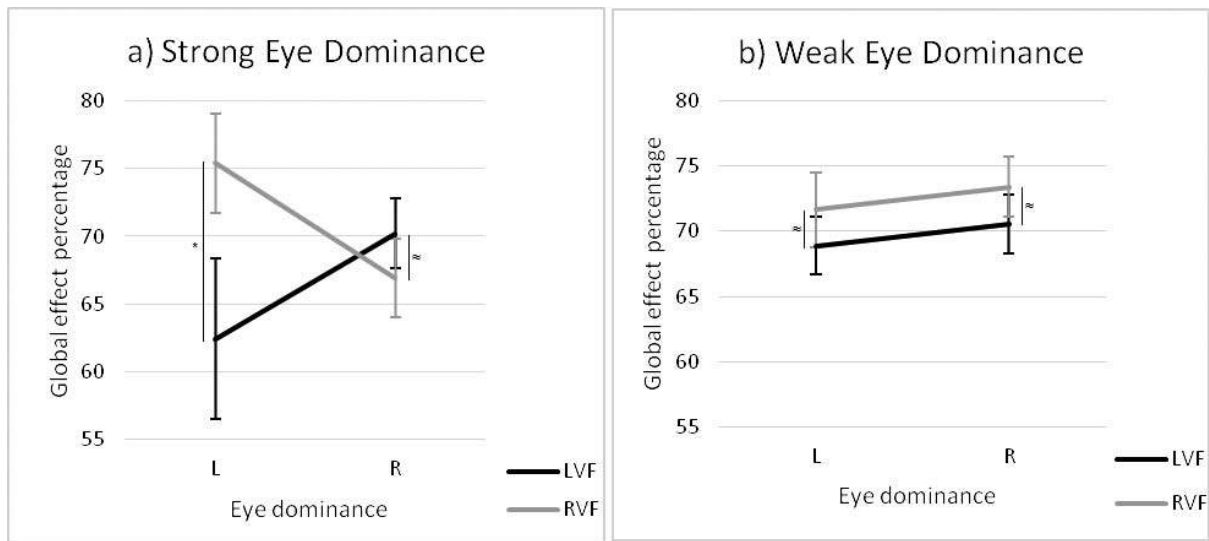 a) Strong Eye Dominance
Global effect percentage
80
75
70
65
60
55
*
≈
L
R
Eye dominance
LVF
RVF
b) Weak Eye Dominance
Global effect percentage
80
75
70
65
60
55
≈
≈
L
R
Eye dominance
LVF
RVF